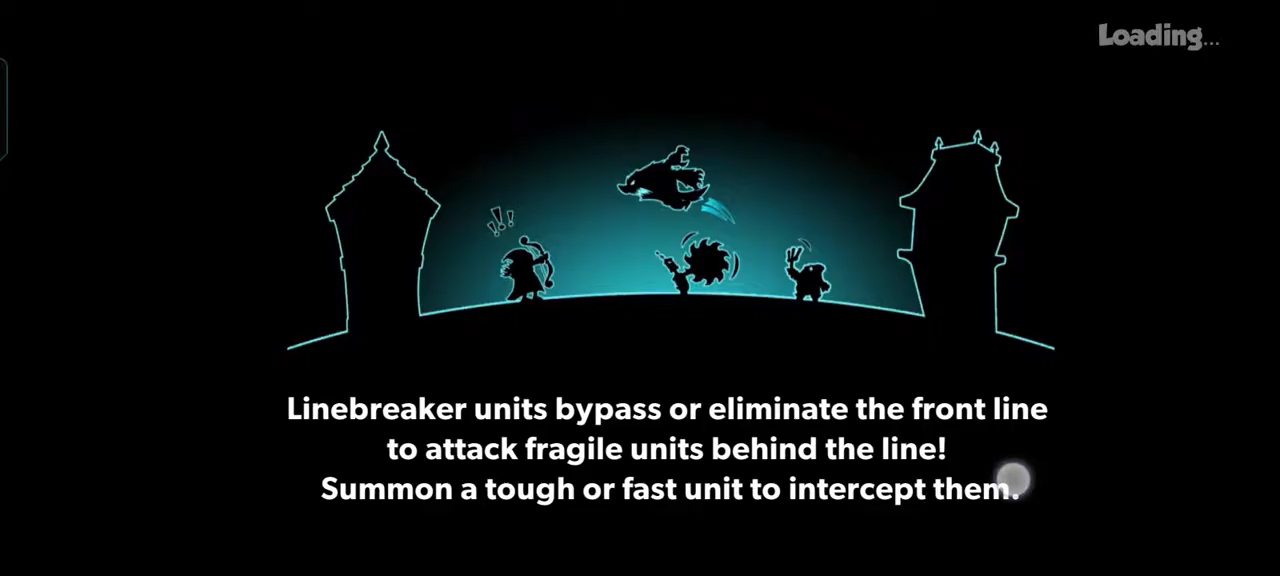 Loading...
Linebreaker units bypass or eliminate the front line
to attack fragile units behind the line!
Summon a tough or fast unit to intercept them.